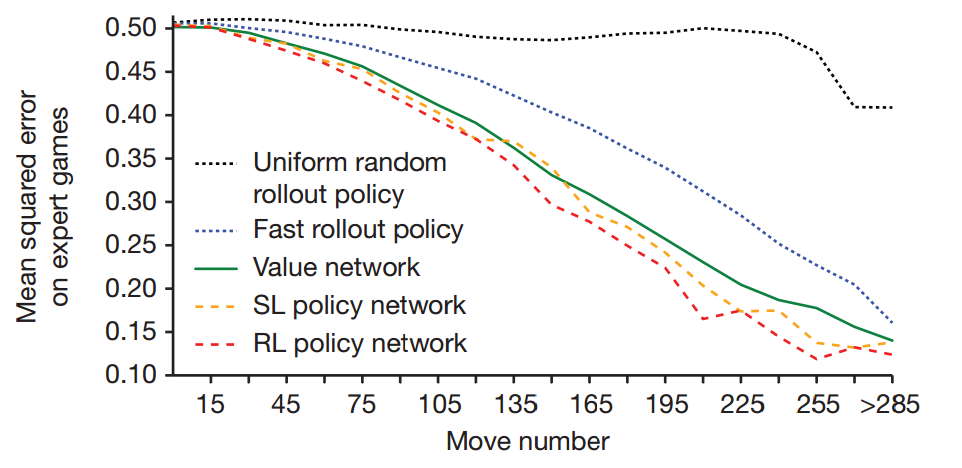 Mean squared error
on expert games
0.50
0.45
0.40
0.35
0.30
0.25
0.20
0.15
0.10
Uniform random
rollout policy
Fast rollout policy
Value network
SL policy network
RL policy network
15 45 75 105 135 165 195 225 255 >285
Move number